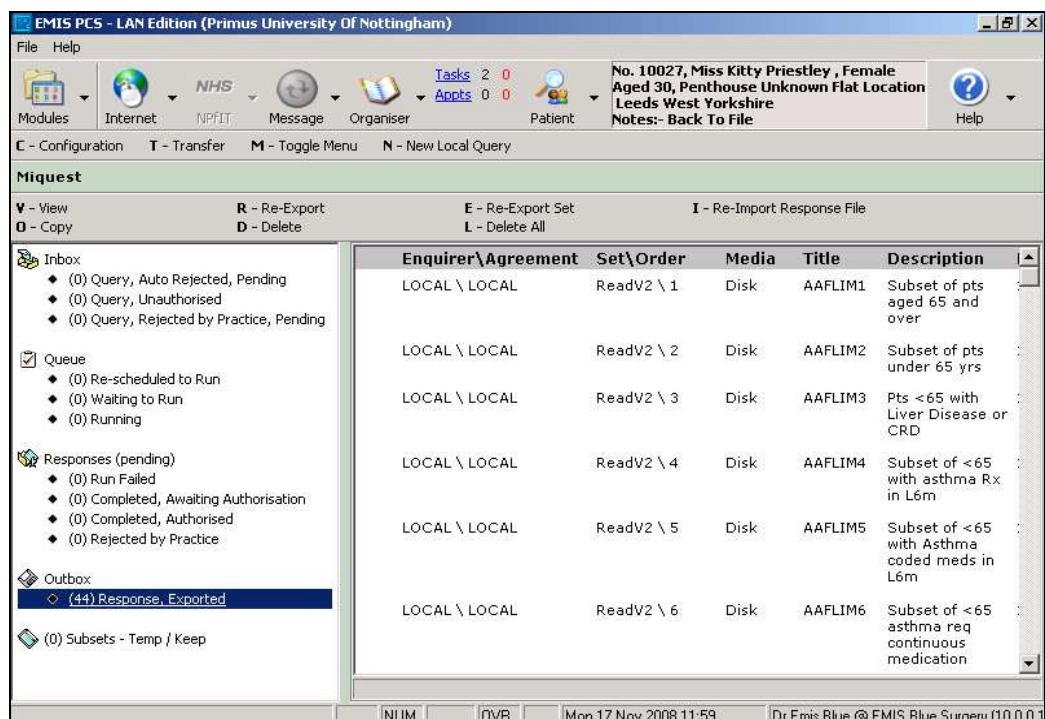 EMIS PCS - LAN Edition (Primus University Of Nottingham)
File Help
Modules
Internet
NHS
NPfIT
Message
Organiser
Tasks 2 0
Appts 0 0
Patient
No. 10027, Miss Kitty Priestley , Female
Aged 30, Penthouse Unknown Flat Location
Leeds West Yorkshire
Notes:- Back To File
Help
C - Configuration T - Transfer M - Toggle Menu N - New Local Query
Miquest
V - View R - Re-Export E - Re-Export Set I - Re-Import Response File
O - Copy D - Delete L - Delete All
Inbox
(0) Query, Auto Rejected, Pending
(0) Query, Unauthorised
(0) Query, Rejected by Practice, Pending
Queue
(0) Re-scheduled to Run
(0) Waiting to Run
(0) Running
Responses (pending)
(0) Run Failed
(0) Completed, Awaiting Authorisation
(0) Completed, Authorised
(0) Rejected by Practice
Outbox
(44) Response, Exported
(0) Subsets - Temp / Keep
Enquirer\Agreement Set\Order Media Title Description
LOCAL \ LOCAL ReadV2 \ 1 Disk AAFLIM1 Subset of pts
aged 65 and
over
LOCAL \ LOCAL ReadV2 \ 2 Disk AAFLIM2 Subset of pts
under 65 yrs
LOCAL \ LOCAL ReadV2 \ 3 Disk AAFLIM3 Pts <65 with
Liver Disease or
CRD
LOCAL \ LOCAL ReadV2 \ 4 Disk AAFLIM4 Subset of <65
with asthma Rx
in L6m
LOCAL \ LOCAL ReadV2 \ 5 Disk AAFLIM5 Subset of <65
with Asthma
coded meds in
L6m
LOCAL \ LOCAL ReadV2 \ 6 Disk AAFLIM6 Subset of <65
asthma req
continuous
medication
NUM OVR Mon 17 Nov 2008 11:59 Dr Emis Blue @ EMIS Blue Surgery (10.0.0.1